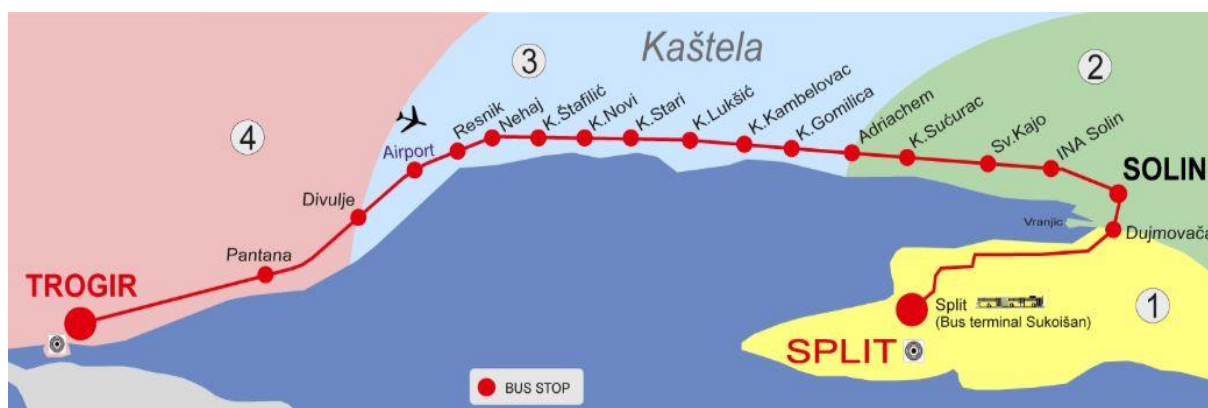 Kaštela
3
2
4
1
TROGIR
Pantana
Divulje
Airport
Resnik
Nehaj
K.Štafilić
K.Novi
K.Stari
K.Lukšić
K.Kambelovac
K.Gomilica
Adriachem
K.Sućurac
Sv.Kajo
INA Solin
SOLIN
Vranjic
Dujmovača
Split
(Bus terminal Sukoišan)
SPLIT
BUS STOP